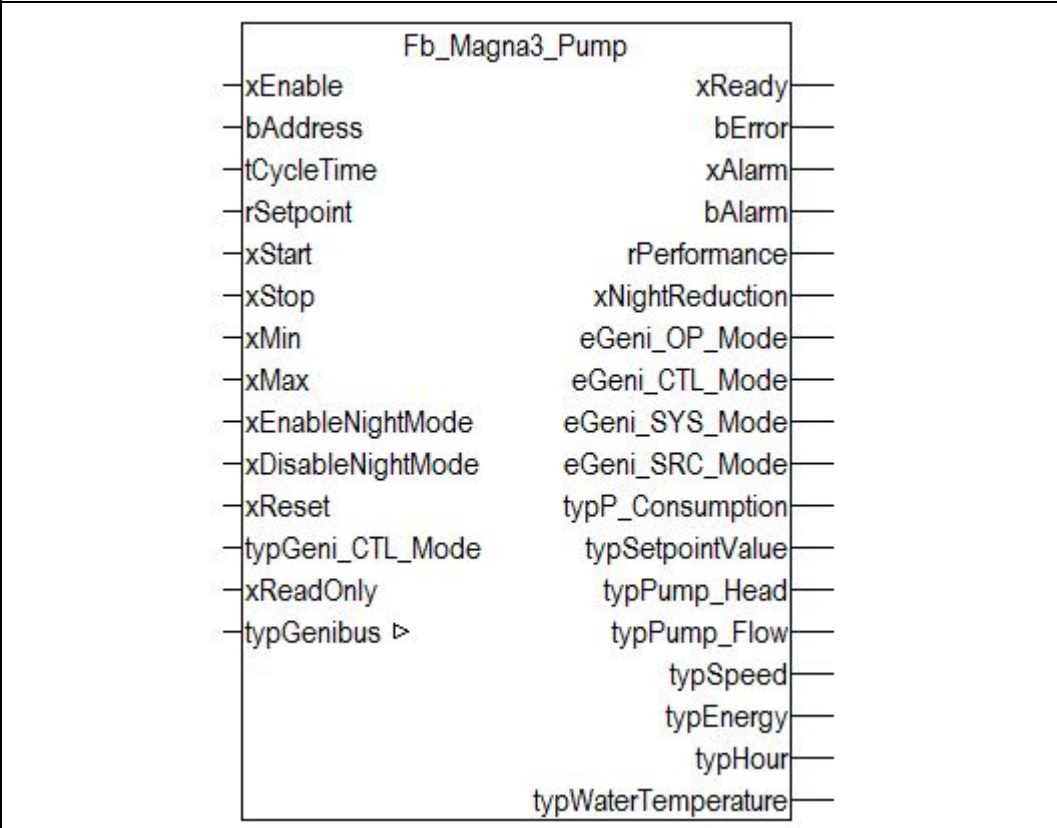 Fb_Magna3_Pump
xEnable xReady
bAddress bError
tCycleTime xAlarm
rSetpoint bAlarm
xStart rPerformance
xStop xNightReduction
xMin eGeni_OP_Mode
xMax eGeni_CTL_Mode
xEnableNightMode eGeni_SYS_Mode
xDisableNightMode eGeni_SRC_Mode
xReset typP_Consumption
typGeni_CTL_Mode typSetpointValue
xReadOnly typPump_Head
typGenibus ▷ typPump_Flow
typSpeed
typEnergy
typHour
typWaterTemperature